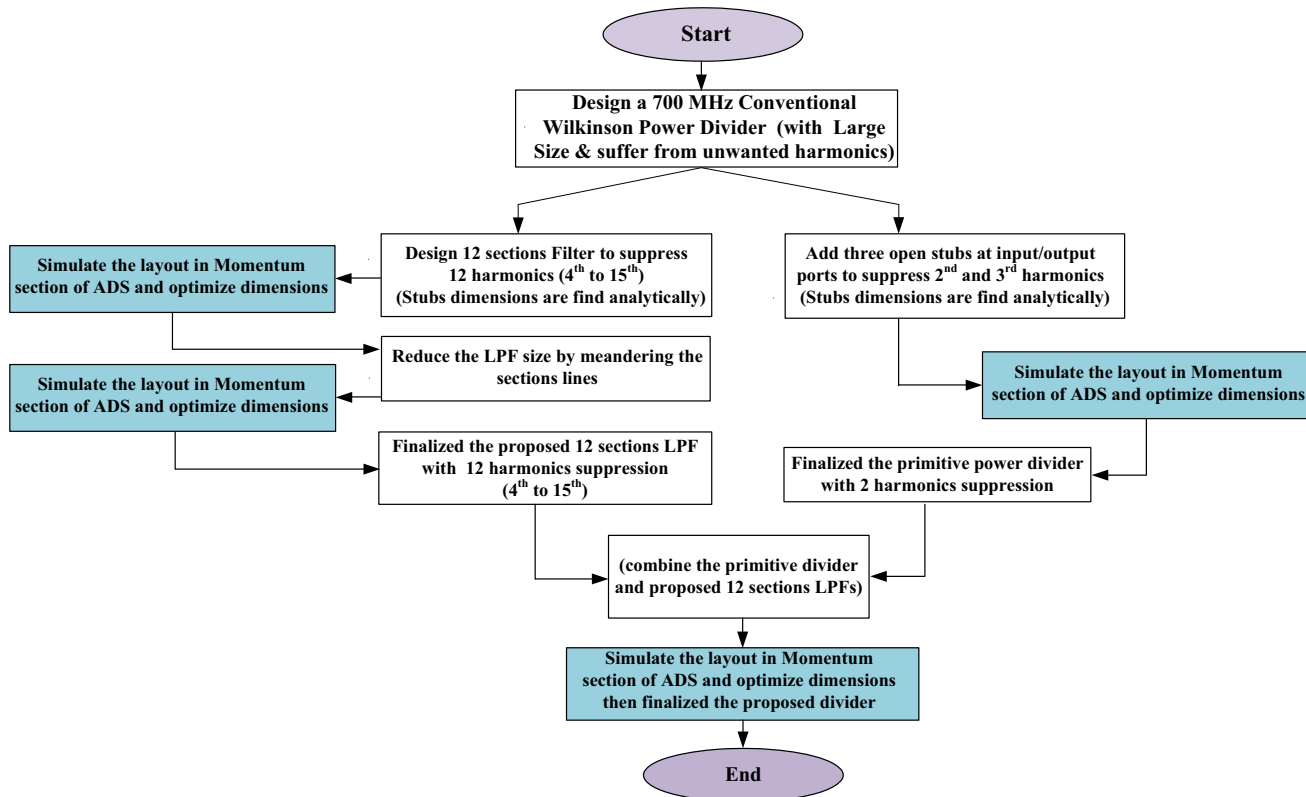 Start
Design a 700 MHz Conventional
Wilkinson Power Divider (with Large
Size & suffer from unwanted harmonics)
Design 12 sections Filter to suppress
12 harmonics (4th to 15th)
(Stubs dimensions are find analytically)
Add three open stubs at input/output
ports to suppress 2nd and 3rd harmonics
(Stubs dimensions are find analytically)
Simulate the layout in Momentum
section of ADS and optimize dimensions
Reduce the LPF size by meandering the
sections lines
Simulate the layout in Momentum
section of ADS and optimize dimensions
Simulate the layout in Momentum
section of ADS and optimize dimensions
Finalized the proposed 12 sections LPF
with 12 harmonics suppression
(4th to 15th)
Finalized the primitive power divider
with 2 harmonics suppression
(combine the primitive divider
and proposed 12 sections LPFs)
Simulate the layout in Momentum
section of ADS and optimize dimensions
then finalized the proposed divider
End